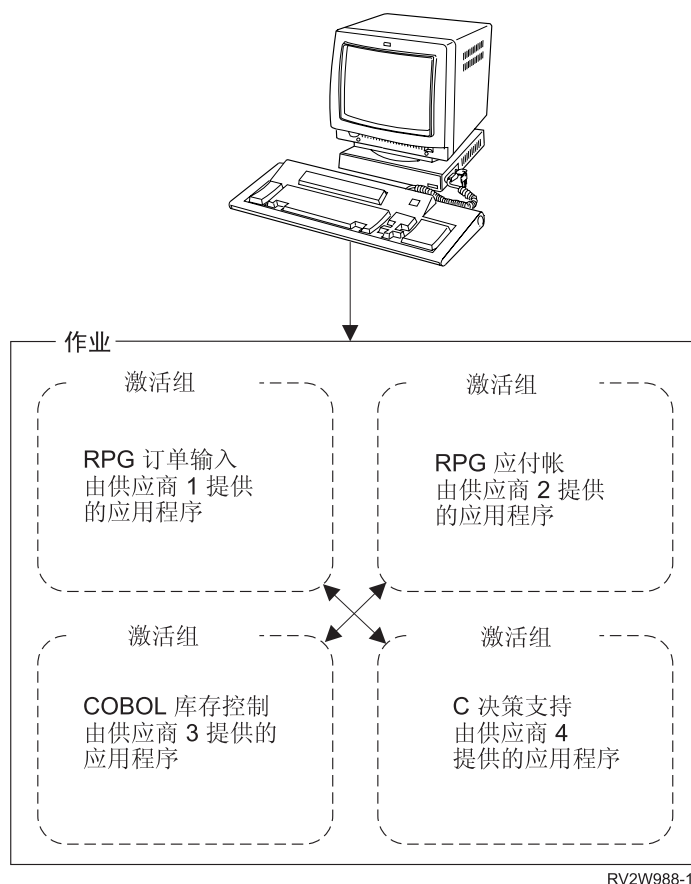 作业
激活组
RPG 订单输入
由供应商 1 提供
的应用程序
激活组
RPG 应付帐
由供应商 2 提供
的应用程序
激活组
COBOL 库存控制
由供应商 3 提供的
应用程序
激活组
C 决策支持
由供应商 4
提供的应用程序
RV2W988-1